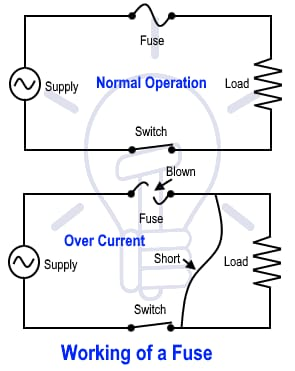 Fuse
Supply
Normal Operation
Load
Switch
Blown
Fuse
Over Current
Supply
Short
Load
Switch
Working of a Fuse